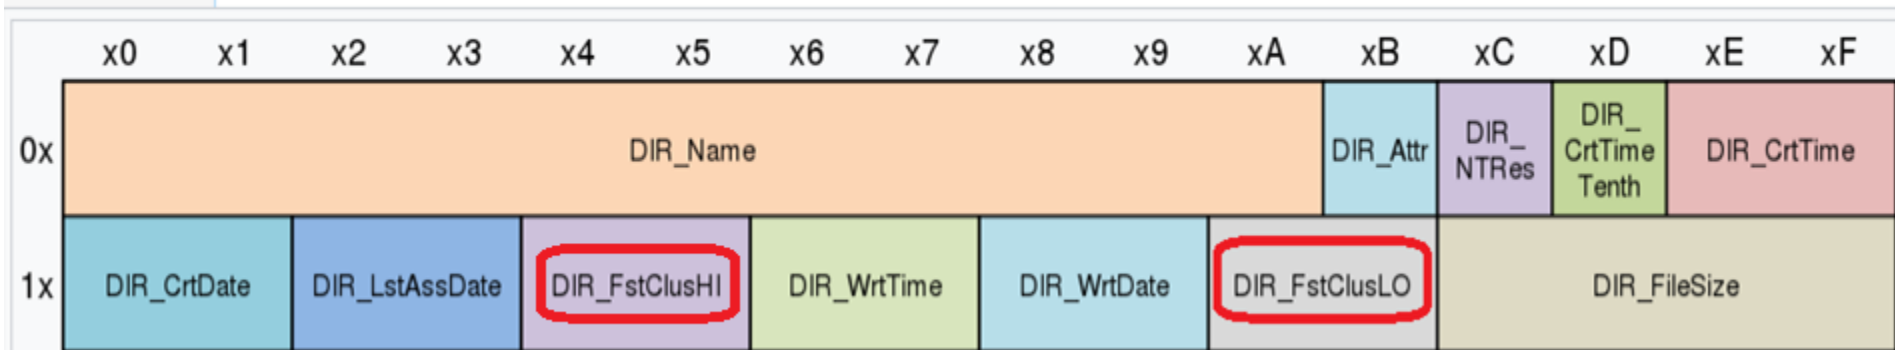 x0 x1 x2 x3 x4 x5 x6 x7 x8 x9 xA xB xC xD xE xF
0x
DIR_Name
DIR_Attr
DIR_
NTRes
DIR_
CrtTime
Tenth
DIR_CrtTime
1x
DIR_CrtDate
DIR_LstAssDate
DIR_FstClusHI
DIR_WrtTime
DIR_WrtDate
DIR_FstClusLO
DIR_FileSize